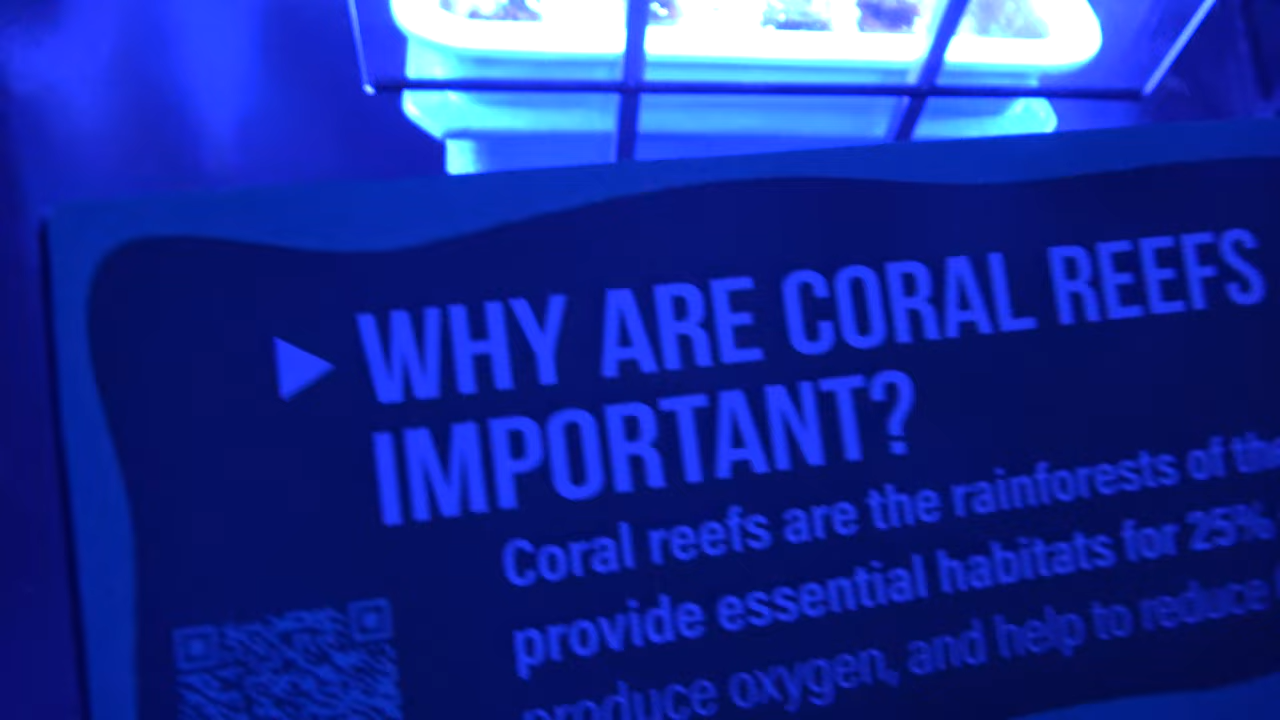 WHY ARE CORAL REEFS
IMPORTANT?
Coral reefs are the rainforests of the
provide essential habitats for 25%
produce oxygen, and help to reduce